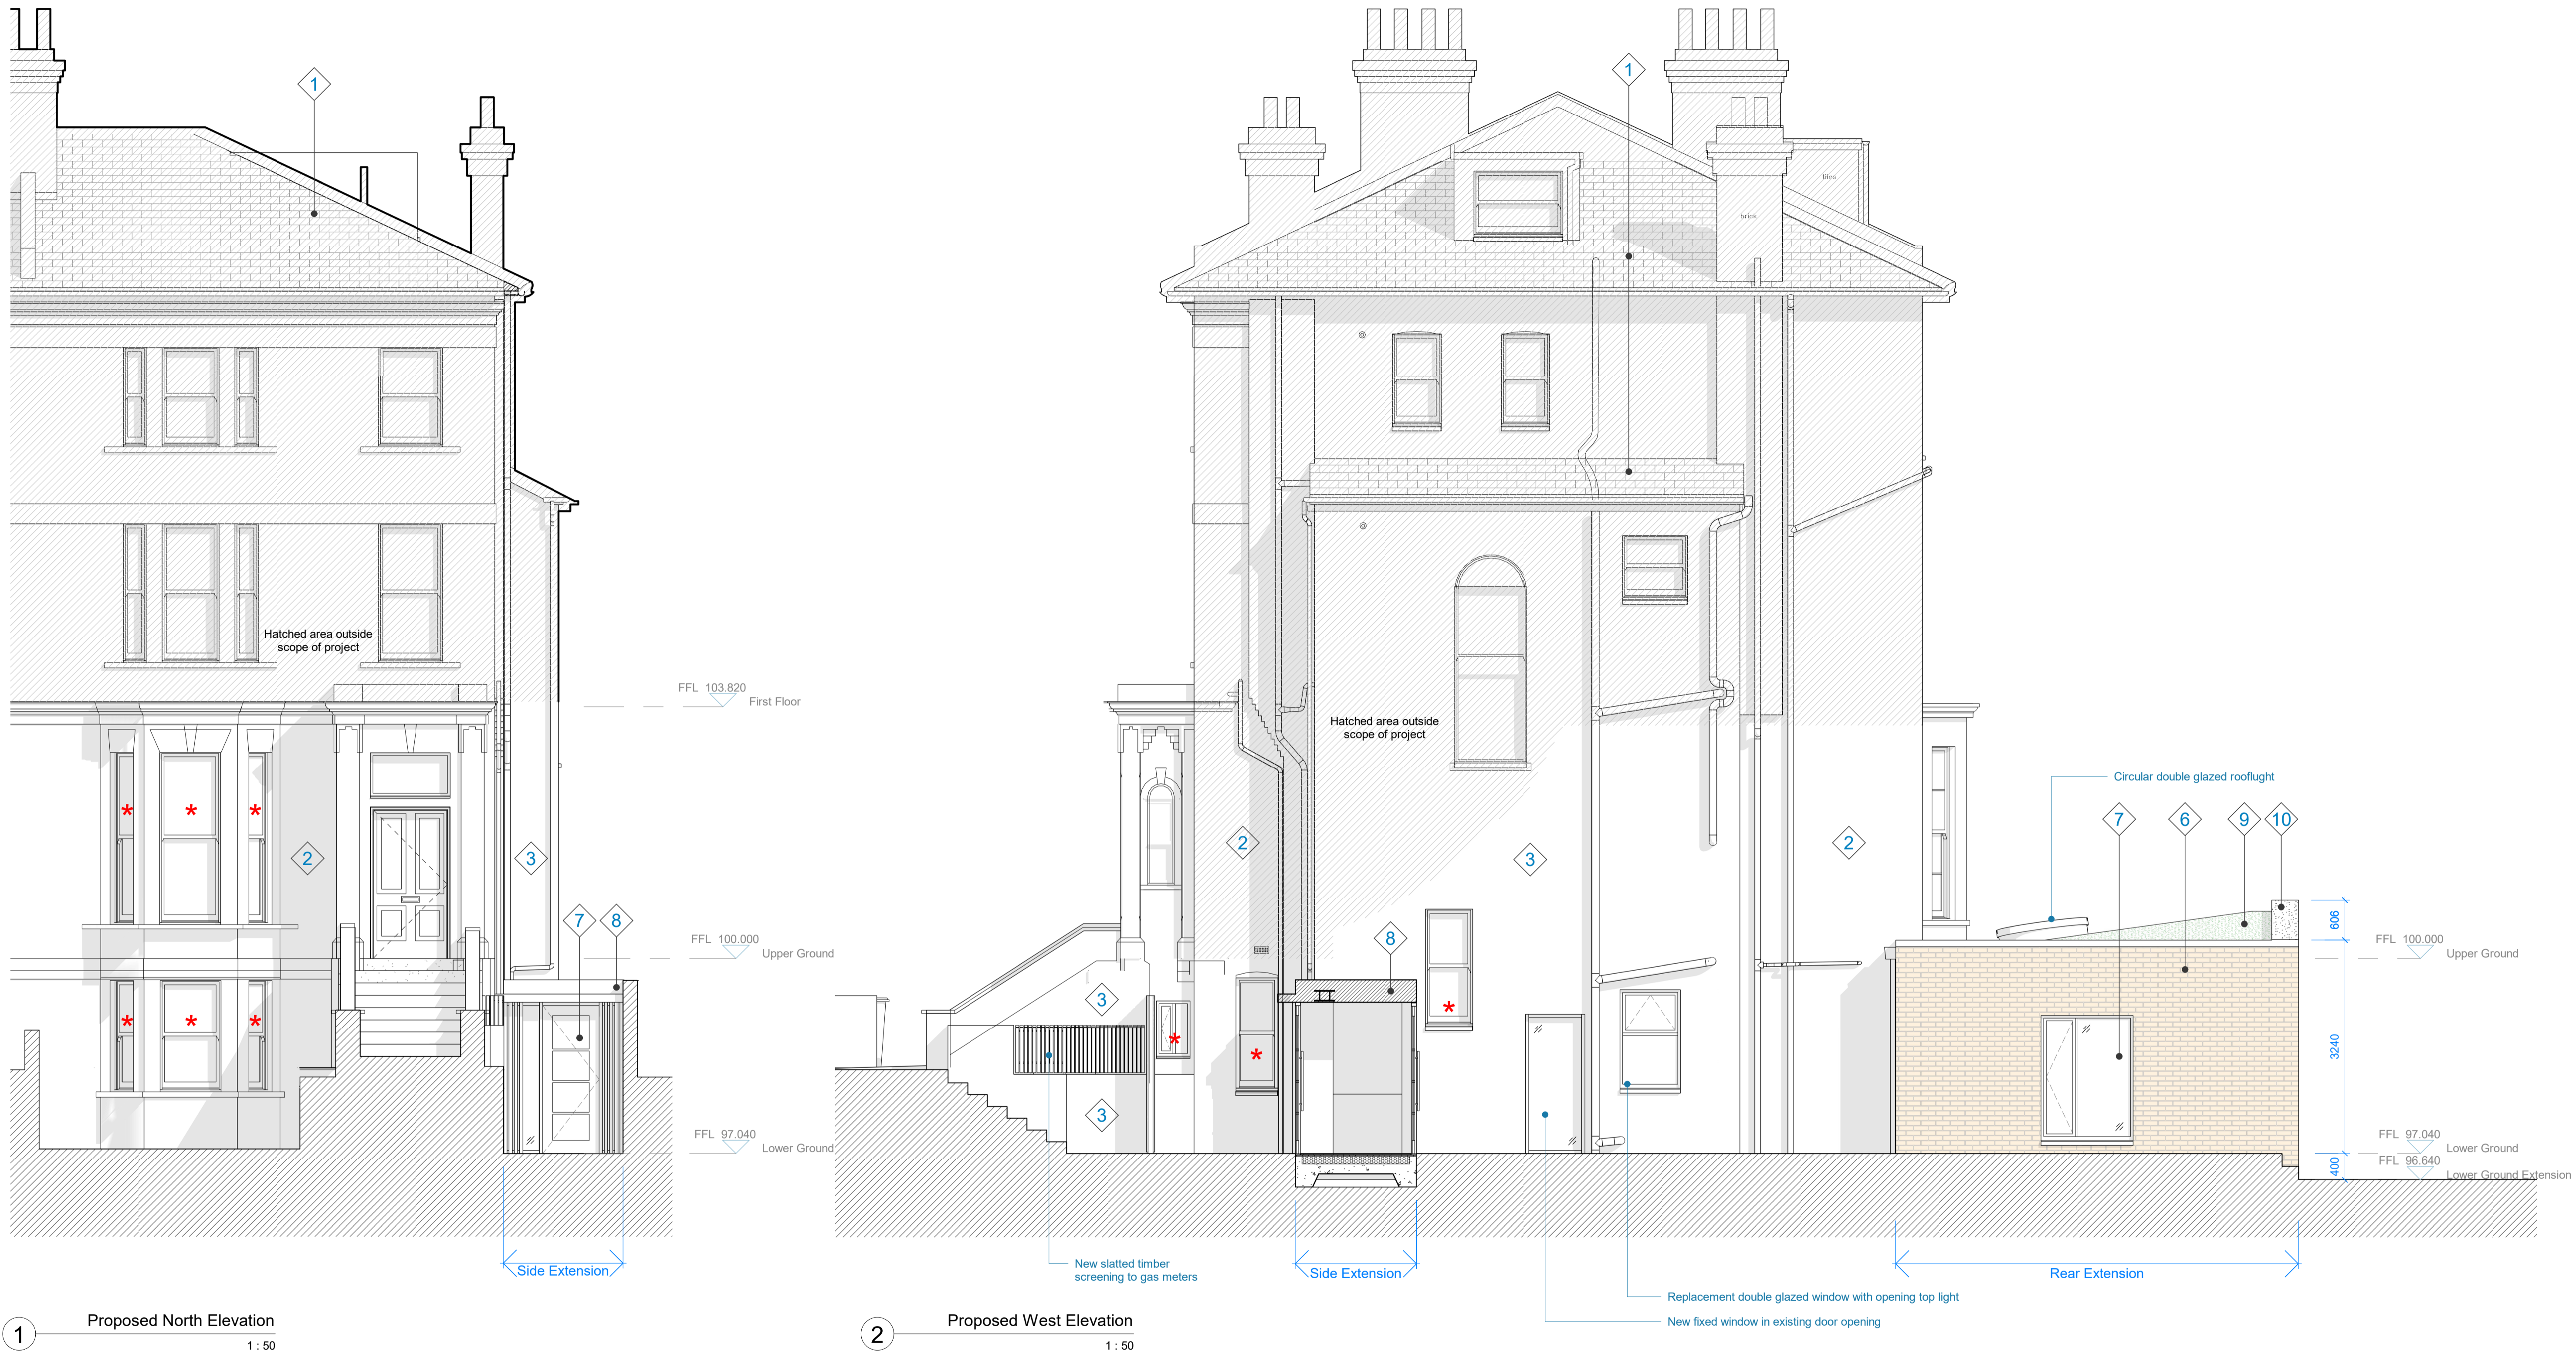 1
Hatched area outside
scope of project
FFL 103.820
First Floor
*
*
*
2
3
7
8
FFL 100.000
Upper Ground
*
*
*
FFL 97.040
Lower Ground
Side Extension
1
Proposed North Elevation
1 : 50
1
tiles
brick
Hatched area outside
scope of project
Circular double glazed rooflught
7
6
9
10
2
3
2
606
8
FFL 100.000
Upper Ground
3
*
*
*
3240
3
FFL 97.040
Lower Ground
FFL 96.640
400
Lower Ground Extension
New slatted timber
screening to gas meters
Side Extension
Rear Extension
Replacement double glazed window with opening top light
New fixed window in existing door opening
2
Proposed West Elevation
1 : 50